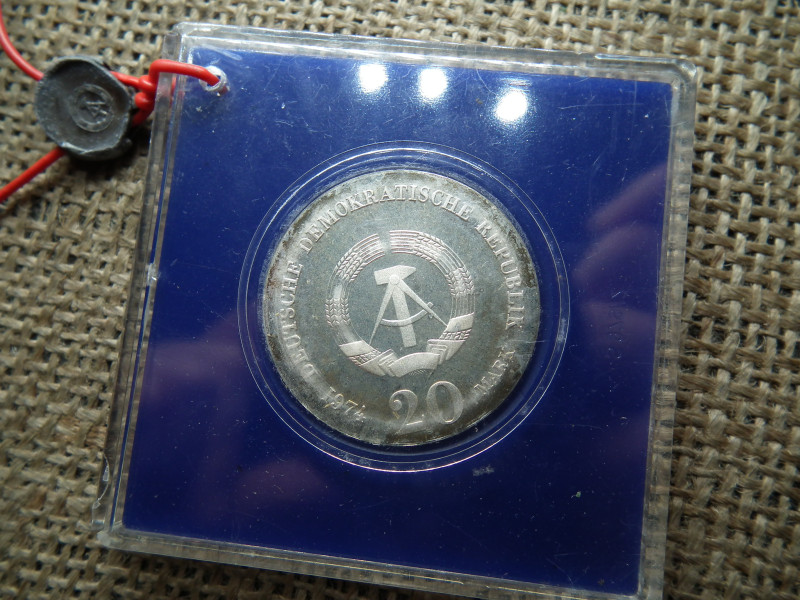 DEUTSCHE DEMOKRATISCHE REPUBLIK
1974 20 MARK